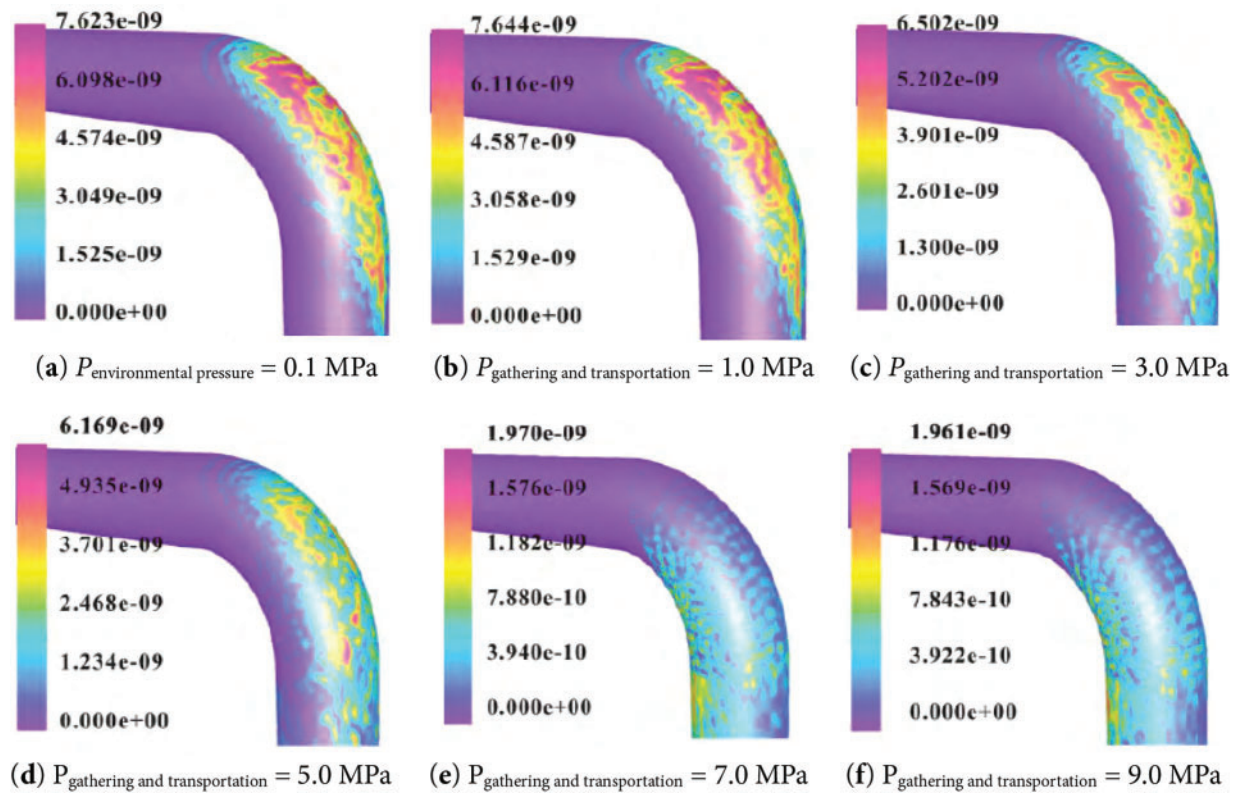 7.623e-09
6.098e-09
4.574e-09
3.049e-09
1.525e-09
0.000e+00
(a) P environmental pressure = 0.1 MPa
7.644e-09
6.116e-09
4.587e-09
3.058e-09
1.529e-09
0.000e+00
(b) P gathering and transportation = 1.0 MPa
6.502e-09
5.202e-09
3.901e-09
2.601e-09
1.300e-09
0.000e+00
(c) P gathering and transportation = 3.0 MPa
6.169e-09
4.935e-09
3.701e-09
2.468e-09
1.234e-09
0.000e+00
(d) P gathering and transportation = 5.0 MPa
1.970e-09
1.576e-09
1.182e-09
7.880e-10
3.940e-10
0.000e+00
(e) P gathering and transportation = 7.0 MPa
1.961e-09
1.569e-09
1.176e-09
7.843e-10
3.922e-10
0.000e+00
(f) P gathering and transportation = 9.0 MPa